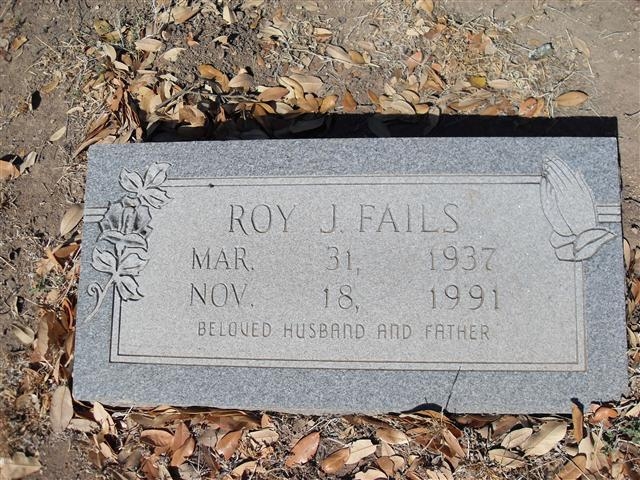 ROY J. FAILS
MAR. 31, 1937
NOV. 18, 1991
BELOVED HUSBAND AND FATHER